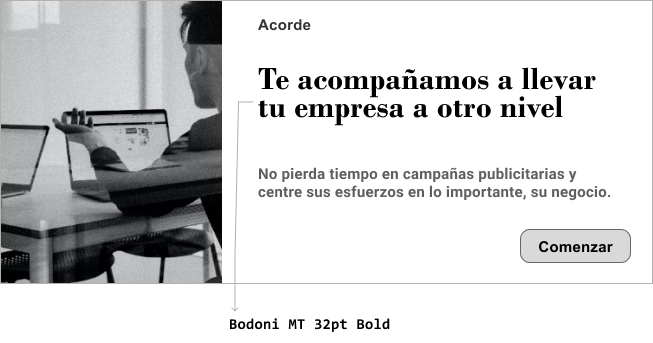 Acorde
Te acompañamos a llevar
tu empresa a otro nivel
No pierda tiempo en campañas publicitarias y
centre sus esfuerzos en lo importante, su negocio.
Comenzar
Bodoni MT 32pt Bold